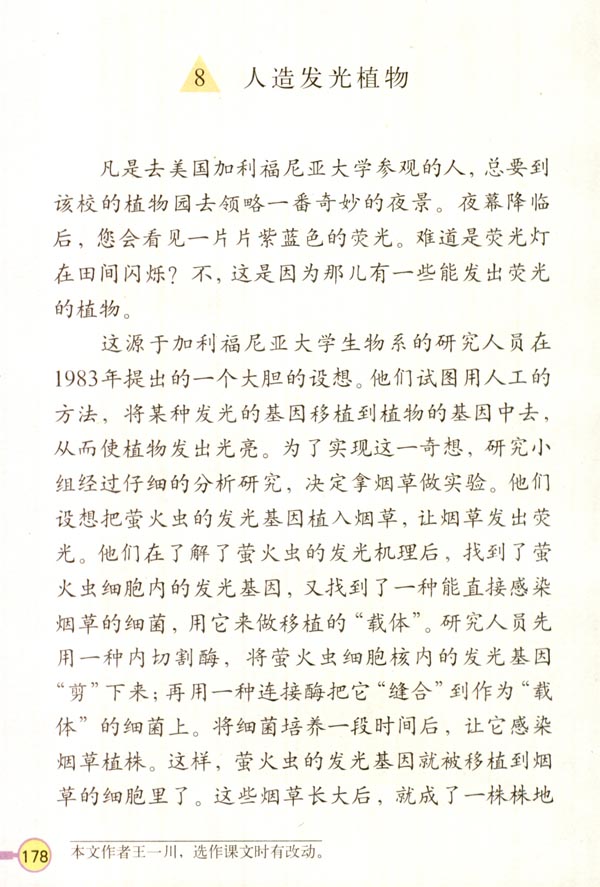 8 人造发光植物
凡是去美国加利福尼亚大学参观的人，总要到
该校的植物园去领略一番奇妙的夜景。夜幕降临
后，您会看见一片片紫蓝色的荧光。难道是荧光灯
在田间闪烁？不，这是因为那儿有一些能发出荧光
的植物。
这源于加利福尼亚大学生物系的研究人员在
1983年提出的一个大胆的设想。他们试图用人工的
方法，将某种发光的基因移植到植物的基因中去，
从而使植物发出光亮。为了实现这一奇想，研究小
组经过仔细的分析研究，决定拿烟草做实验。他们
设想把萤火虫的发光基因植入烟草，让烟草发出荧
光。他们在了解了萤火虫的发光机理后，找到了萤
火虫细胞内的发光基因，又找到了一种能直接感染
烟草的细菌，用它来做移植的“载体”。研究人员先
用一种内切割酶，将萤火虫细胞核内的发光基因
“剪”下来；再用一种连接酶把它“缝合”到作为“载
体”的细菌上。将细菌培养一段时间后，让它感染
烟草植株。这样，萤火虫的发光基因就被移植到烟
草的细胞里了。这些烟草长大后，就成了一株株地
本文作者王一川，选作课文时有改动。
178